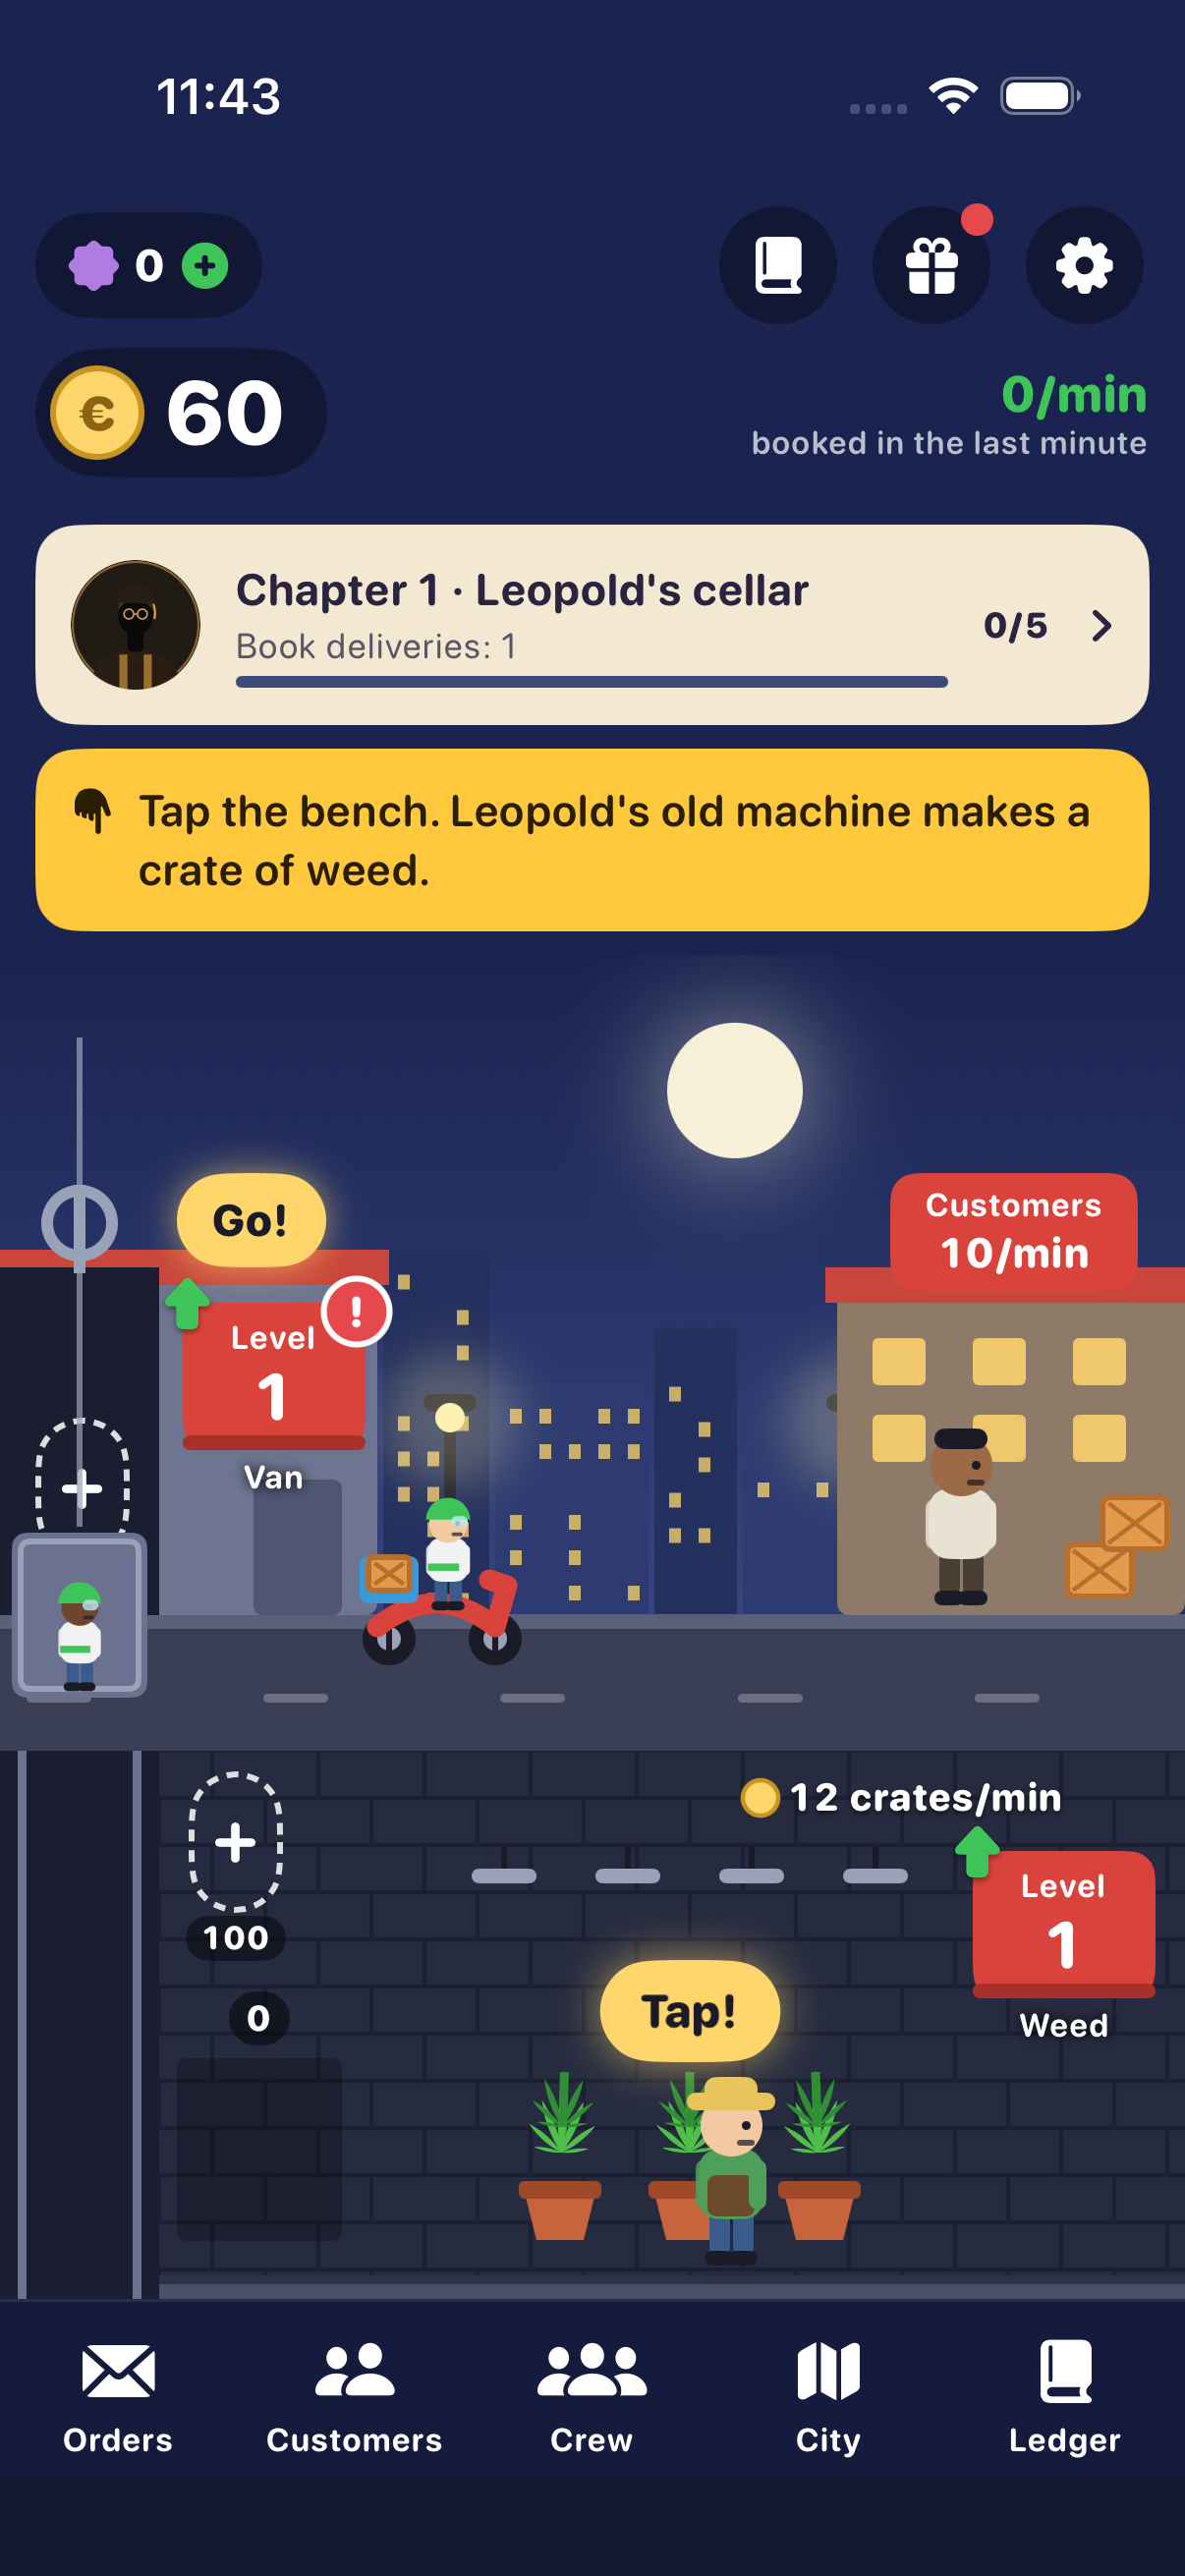 11:43
0
€ 60
0/min
booked in the last minute
Chapter 1 · Leopold's cellar
Book deliveries: 1
0/5
Tap the bench. Leopold's old machine makes a
crate of weed.
Go!
Customers
10/min
Level
1
!
Van
12 crates/min
100
Level
1
Weed
0
Tap!
Orders
Customers
Crew
City
Ledger